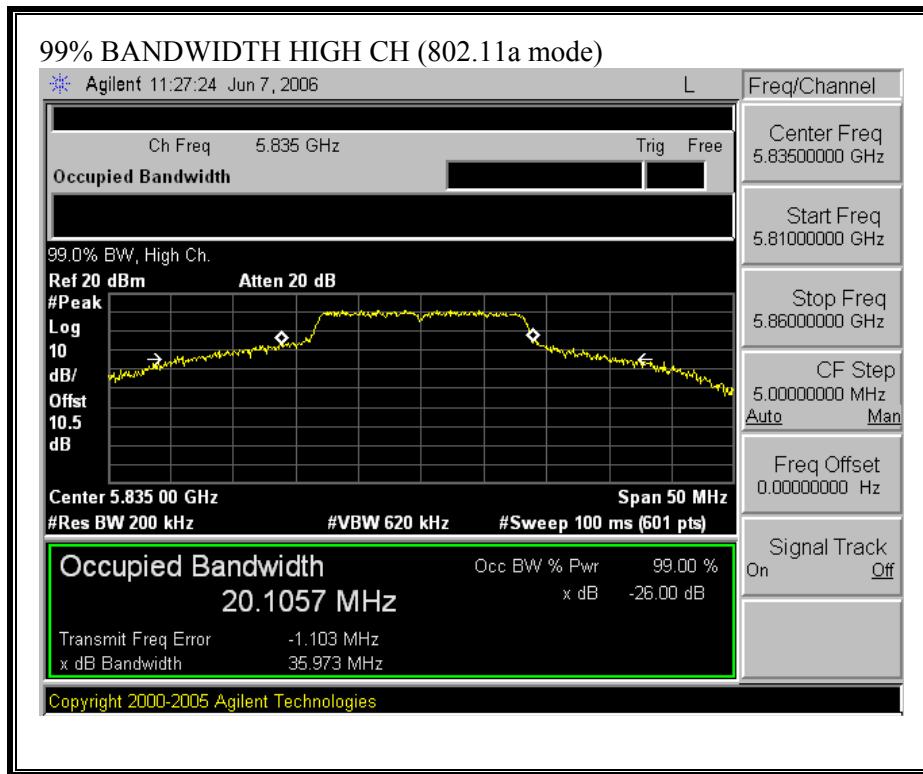 99% BANDWIDTH HIGH CH (802.11a mode)
Agilent 11:27:24 Jun 7, 2006 L
Freq/Channel
Ch Freq 5.835 GHz Trig Free
Occupied Bandwidth
Center Freq
5.83500000 GHz
Start Freq
5.81000000 GHz
99.0% BW, High Ch.
Ref 20 dBm Atten 20 dB
#Peak
Log
10
dB/
Offst
10.5
dB
Stop Freq
5.86000000 GHz
CF Step
5.00000000 MHz
Auto Man
Freq Offset
0.00000000 Hz
Center 5.835 00 GHz Span 50 MHz
#Res BW 200 kHz #VBW 620 kHz #Sweep 100 ms (601 pts)
Signal Track
On Off
Occupied Bandwidth
20.1057 MHz
Occ BW % Pwr 99.00 %
x dB -26.00 dB
Transmit Freq Error -1.103 MHz
x dB Bandwidth 35.973 MHz
Copyright 2000-2005 Agilent Technologies